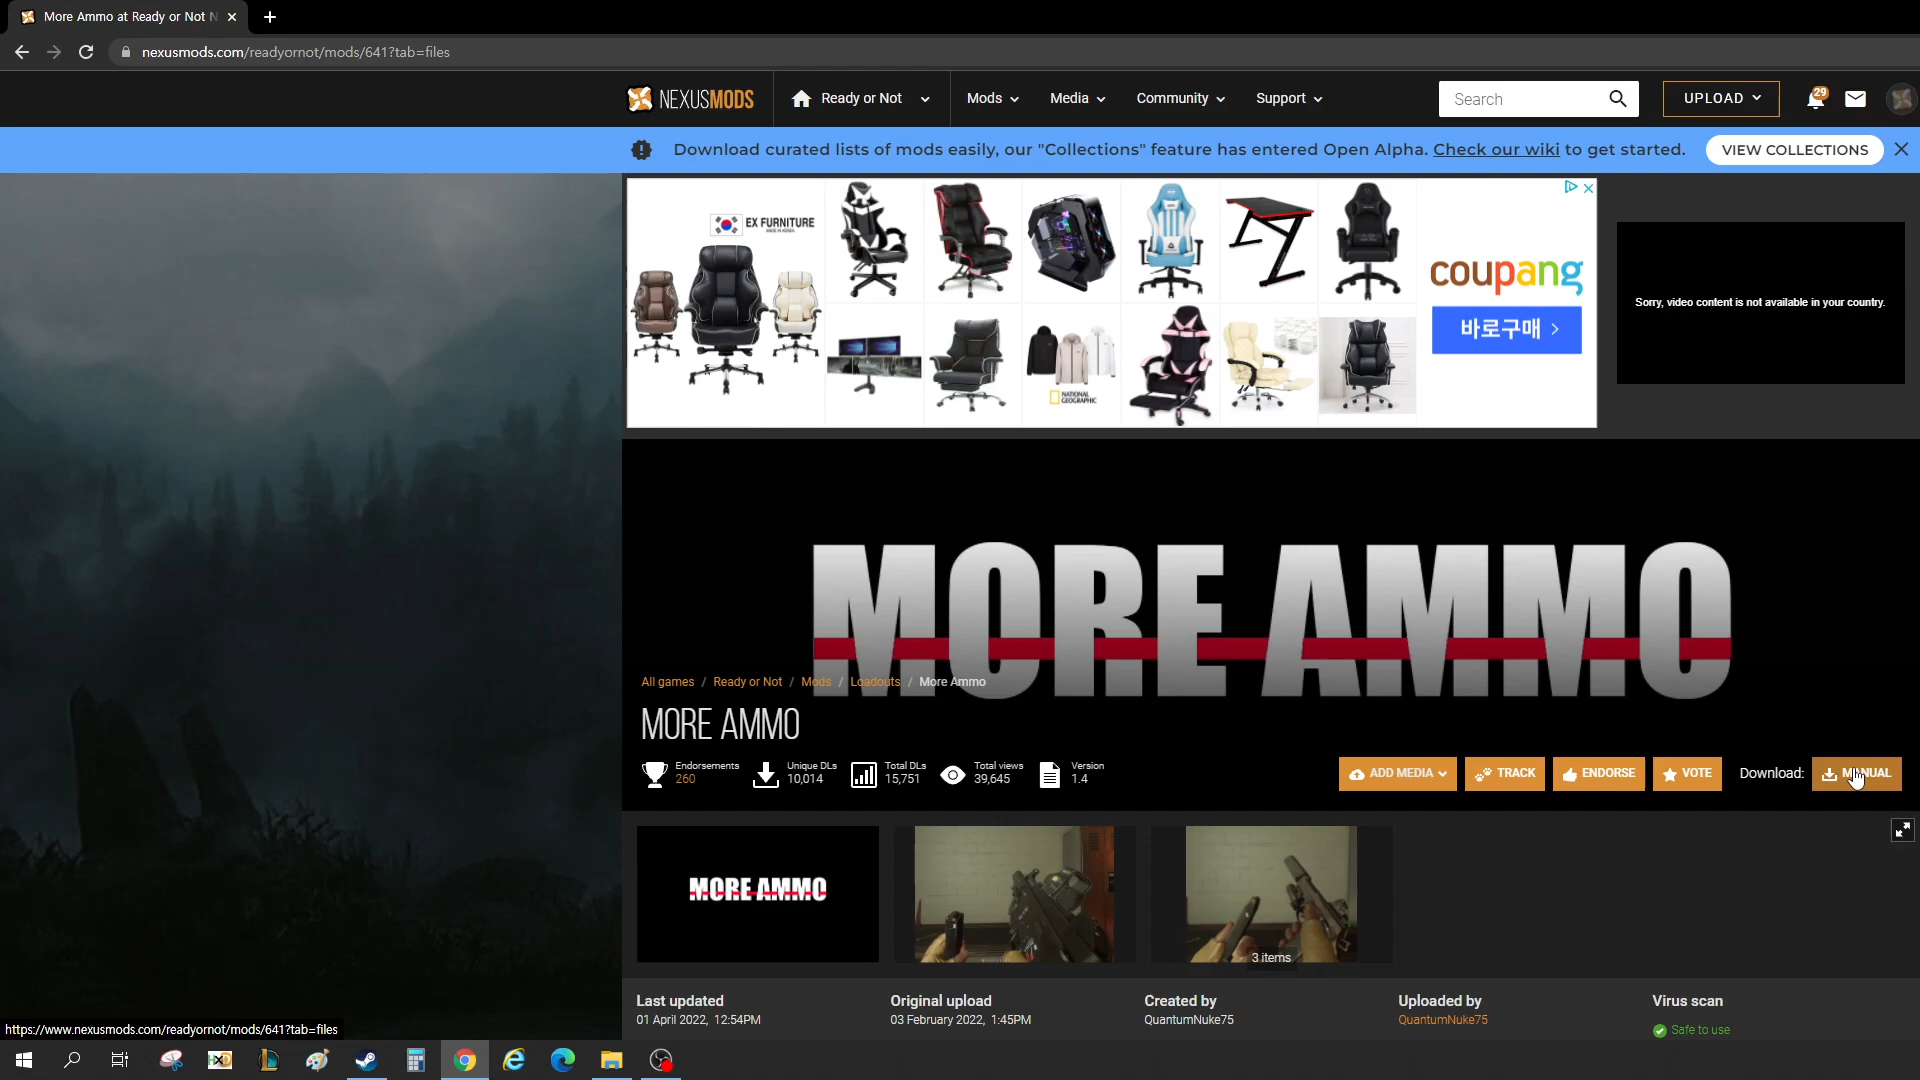 More Ammo at Ready or Not N
nexusmods.com/readyornot/mods/641?tab=files
NEXUSMODS
Ready or Not
Mods
Media
Community
Support
Search
UPLOAD
29
Download curated lists of mods easily, our "Collections" feature has entered Open Alpha. Check our wiki to get started.
VIEW COLLECTIONS
EX FURNITURE
MADE IN KOREA
NATIONAL
GEOGRAPHIC
coupang
바로구매 >
Sorry, video content is not available in your country.
MORE AMMO
All games / Ready or Not / Mods / Loadouts / More Ammo
MORE AMMO
Endorsements
260
Unique DLs
10,014
Total DLs
15,751
Total views
39,645
Version
1.4
ADD MEDIA
TRACK
ENDORSE
VOTE
Download:
MANUAL
MORE AMMO
3 items
Last updated
01 April 2022, 12:54PM
Original upload
03 February 2022, 1:45PM
Created by
QuantumNuke75
Uploaded by
QuantumNuke75
Virus scan
Safe to use
https://www.nexusmods.com/readyornot/mods/641?tab=files